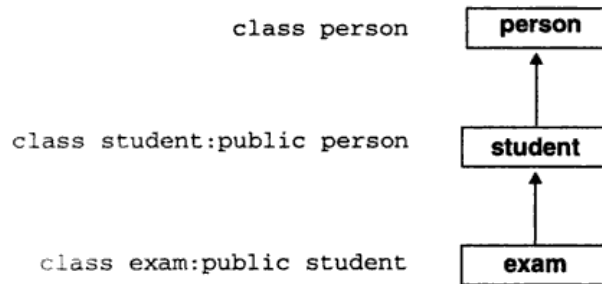 class person person
class student:public person student
class exam:public student exam